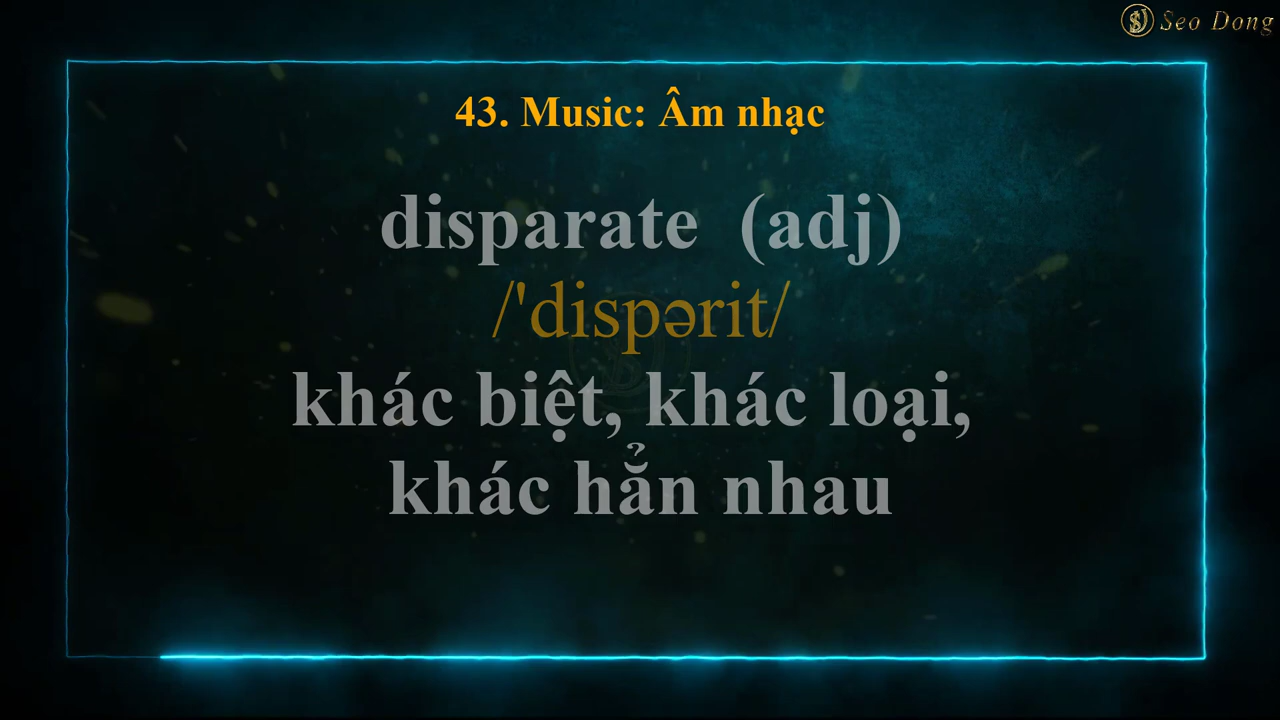 Seo Dong
43. Music: Âm nhạc
disparate (adj)
/'dispərit/
khác biệt, khác loại,
khác hẳn nhau